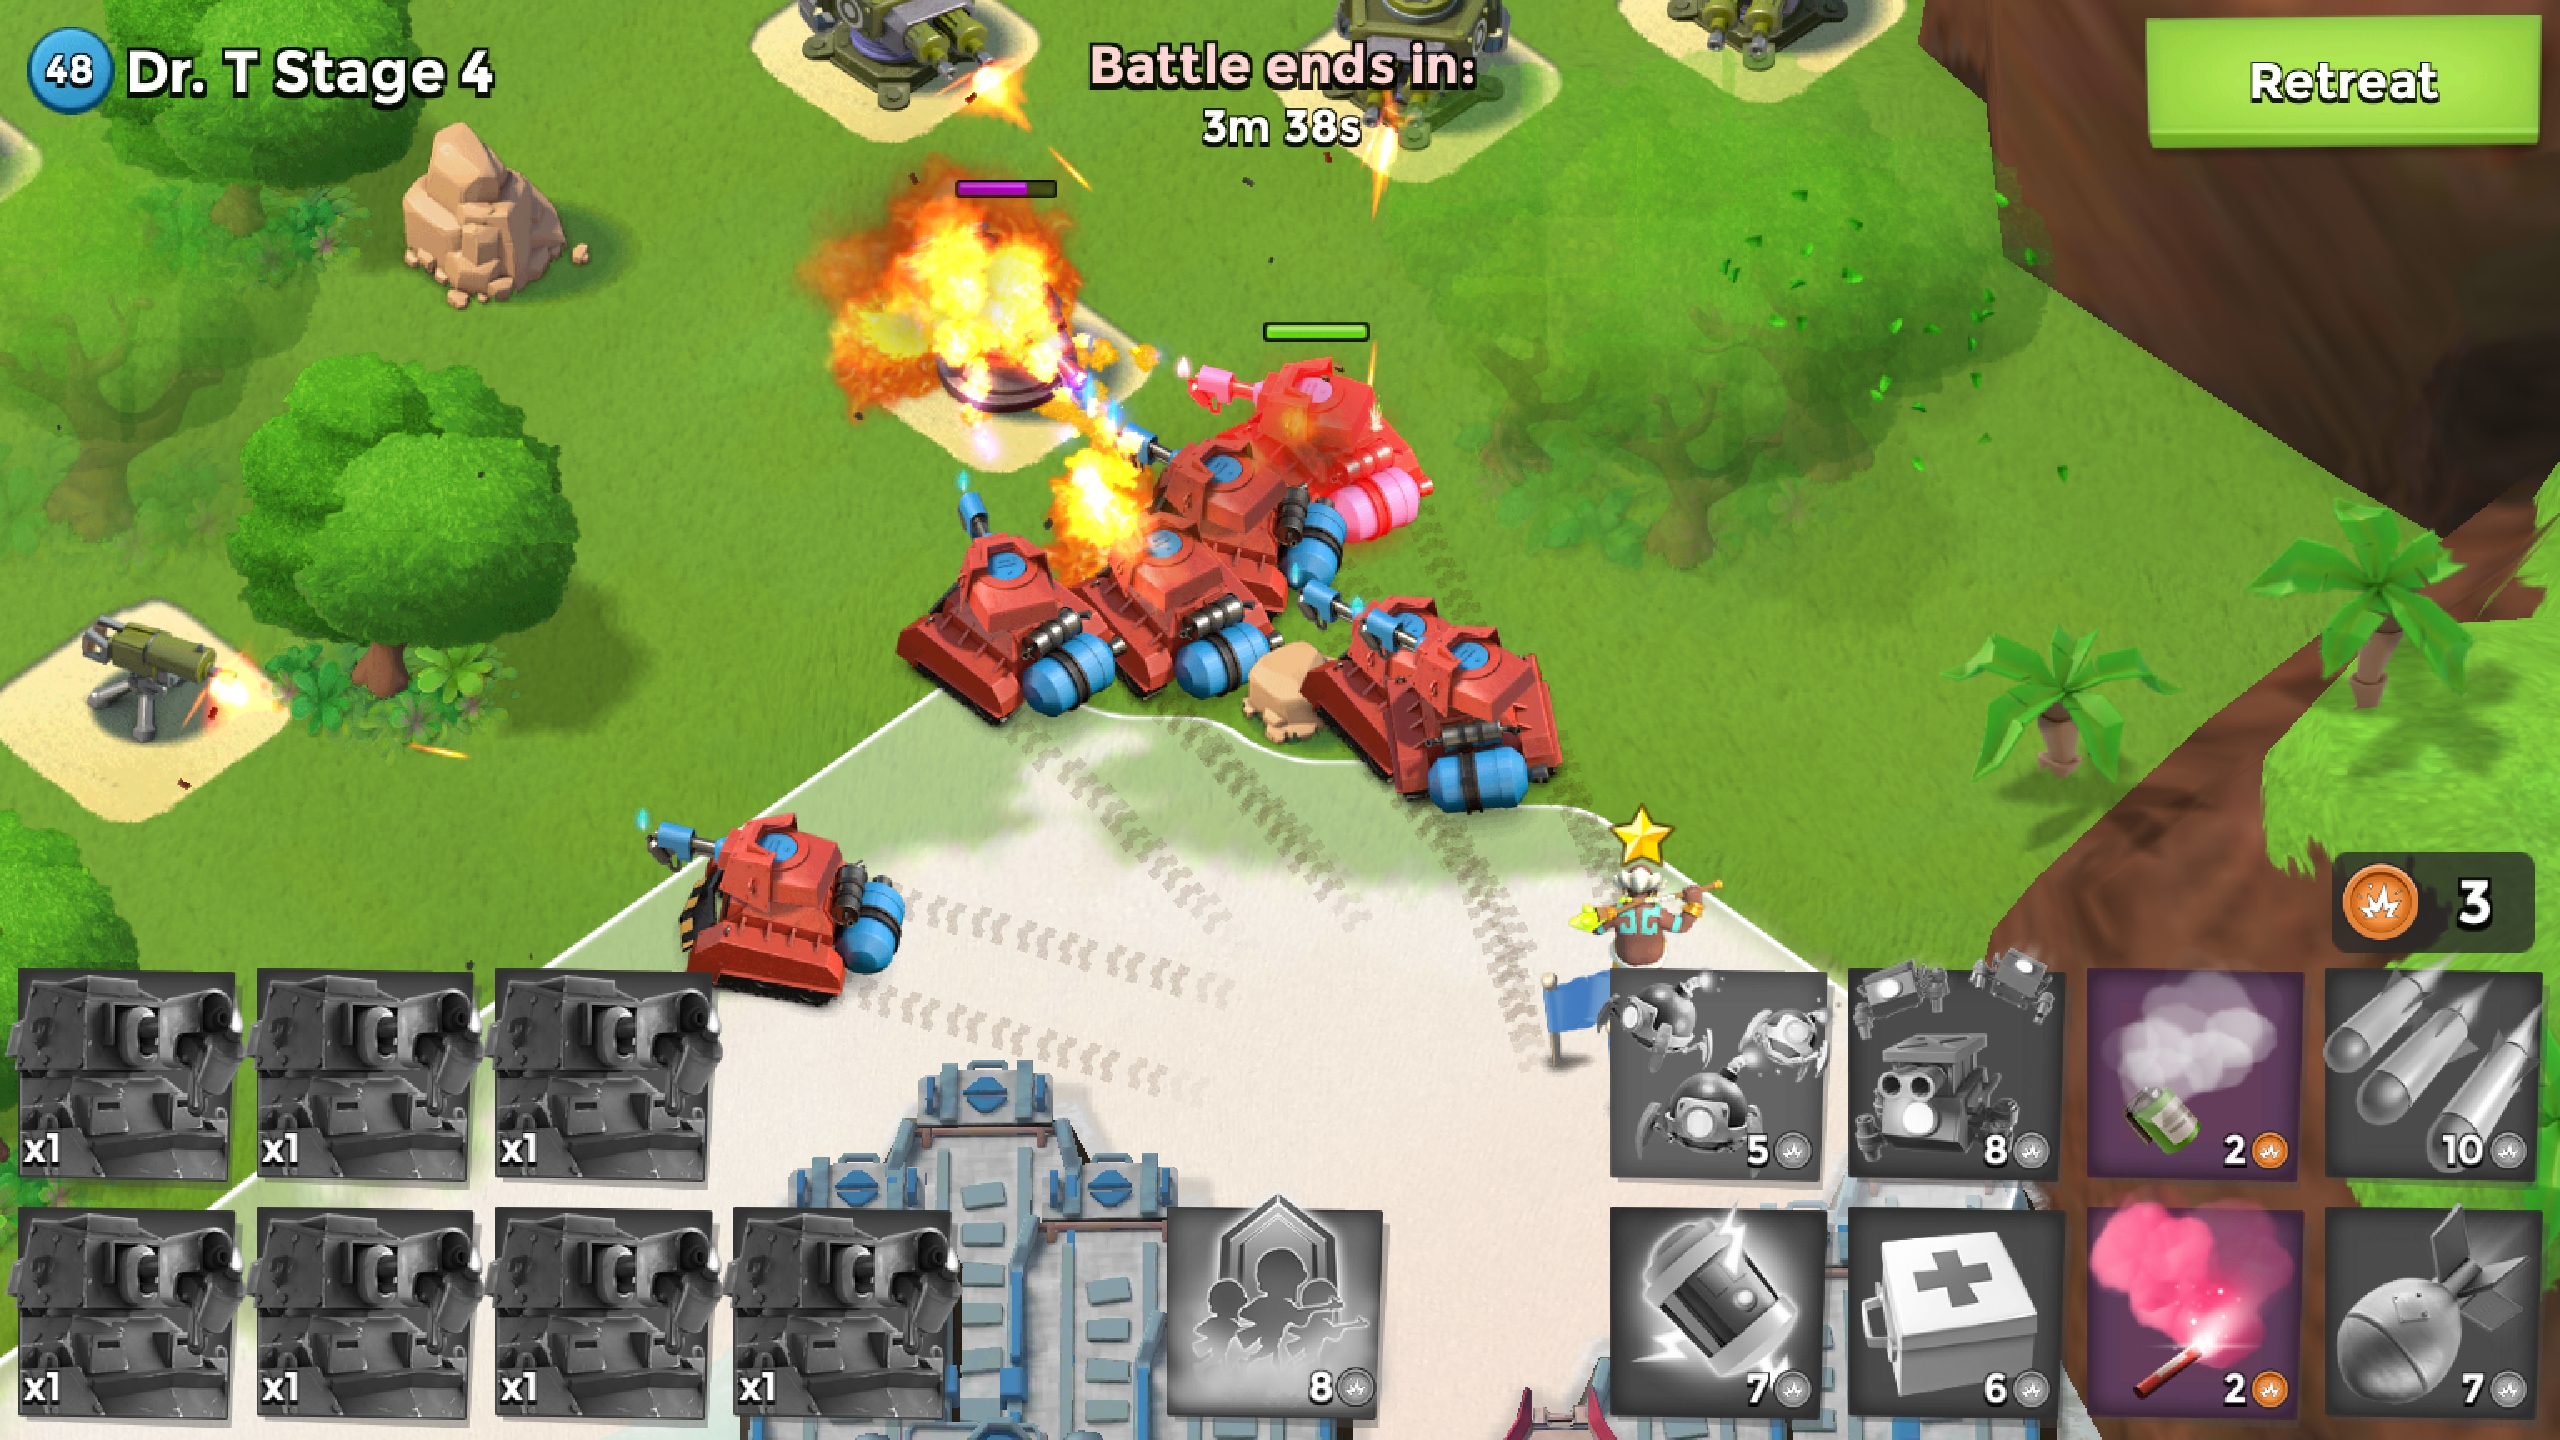 48 Dr. T Stage 4
Battle ends in:
3m 38s
Retreat
3
x1 x1 x1
5 8 2 10
x1 x1 x1 x1
8
7 6 2 7